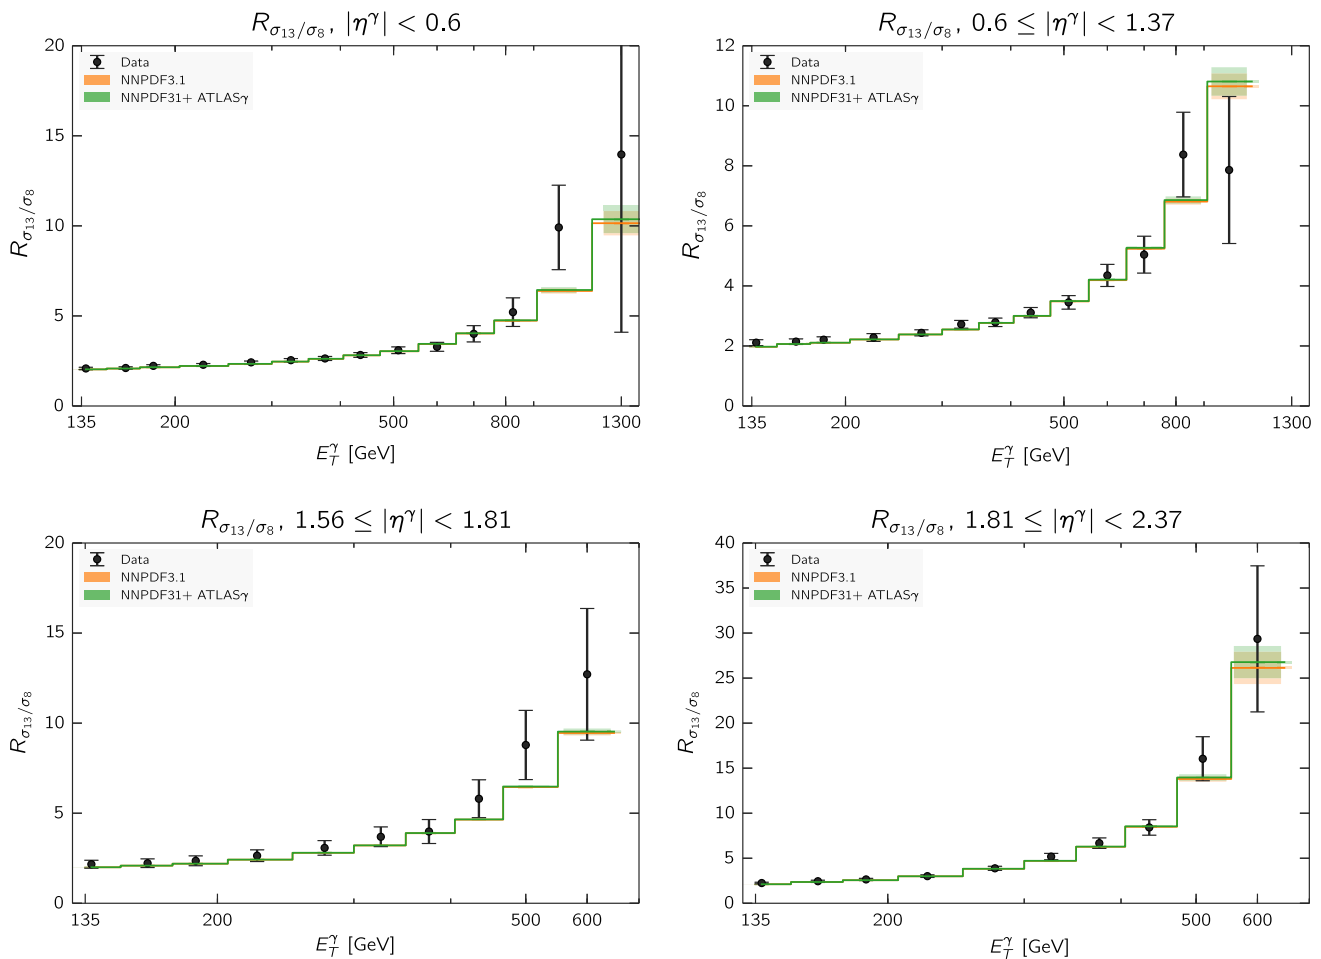 R_{σ13/σ8}, |η^γ| < 0.6
20
15
10
5
0
R_{σ13/σ8}
Data
NNPDF3.1
NNPDF31+ ATLASγ
135 200 500 800 1300
E_T^γ [GeV]
R_{σ13/σ8}, 0.6 ≤ |η^γ| < 1.37
12
10
8
6
4
2
0
R_{σ13/σ8}
Data
NNPDF3.1
NNPDF31+ ATLASγ
135 200 500 800 1300
E_T^γ [GeV]
R_{σ13/σ8}, 1.56 ≤ |η^γ| < 1.81
20
15
10
5
0
R_{σ13/σ8}
Data
NNPDF3.1
NNPDF31+ ATLASγ
135 200 500 600
E_T^γ [GeV]
R_{σ13/σ8}, 1.81 ≤ |η^γ| < 2.37
40
35
30
25
20
15
10
5
0
R_{σ13/σ8}
Data
NNPDF3.1
NNPDF31+ ATLASγ
135 200 500 600
E_T^γ [GeV]